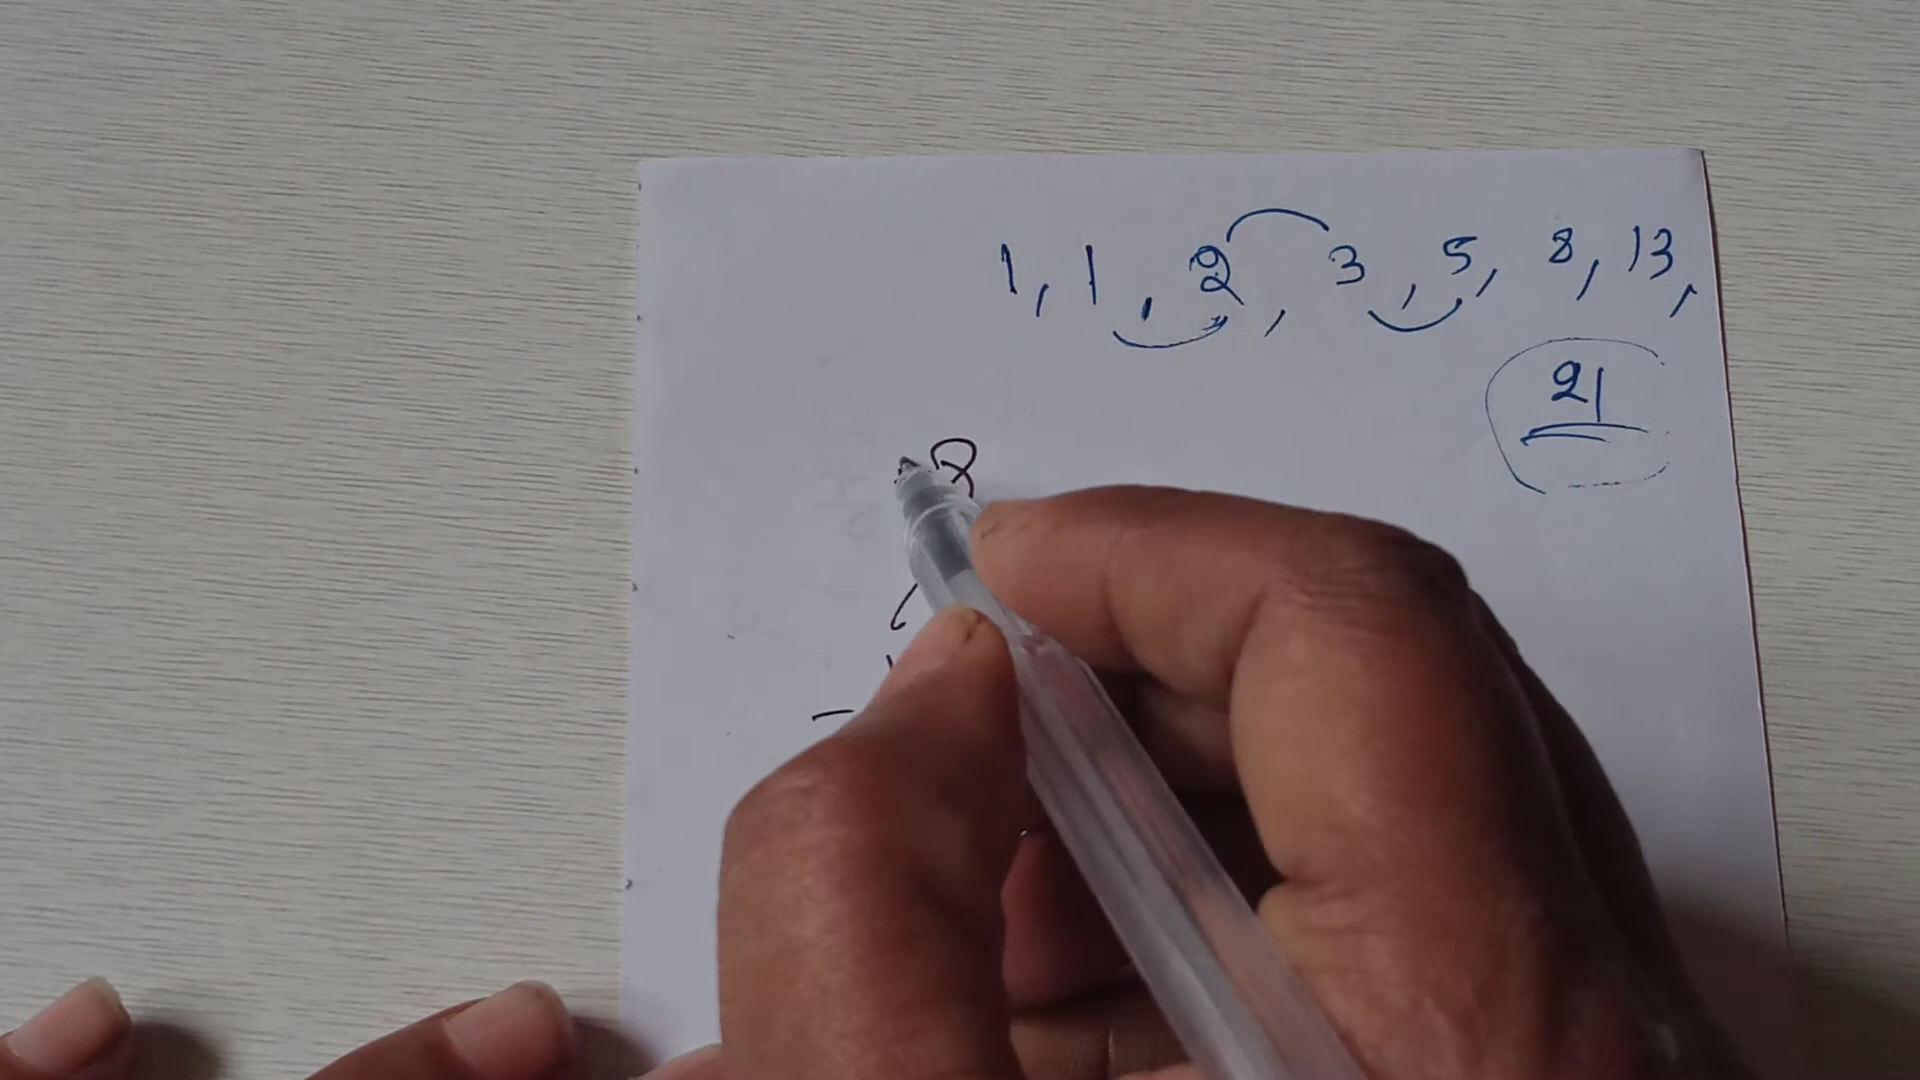 1, 1, 2, 3, 5, 8, 13,
21